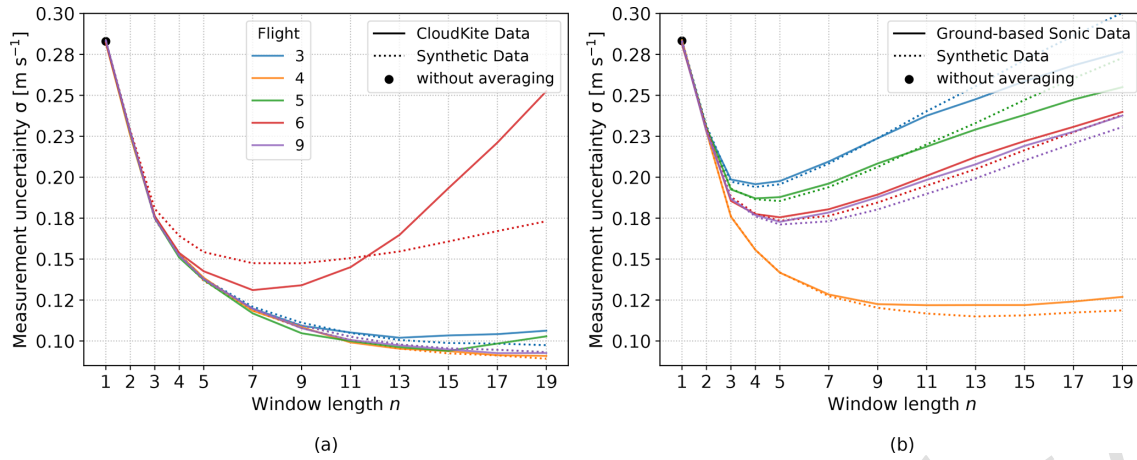 0.30
0.28
0.25
0.23
0.20
0.18
0.15
0.12
0.10
Measurement uncertainty σ [m s⁻¹]
Flight
3
4
5
6
9
CloudKite Data
Synthetic Data
without averaging
1 2 3 4 5 7 9 11 13 15 17 19
Window length n
(a)
0.30
0.28
0.25
0.23
0.20
0.18
0.15
0.12
0.10
Measurement uncertainty σ [m s⁻¹]
Ground-based Sonic Data
Synthetic Data
without averaging
1 2 3 4 5 7 9 11 13 15 17 19
Window length n
(b)